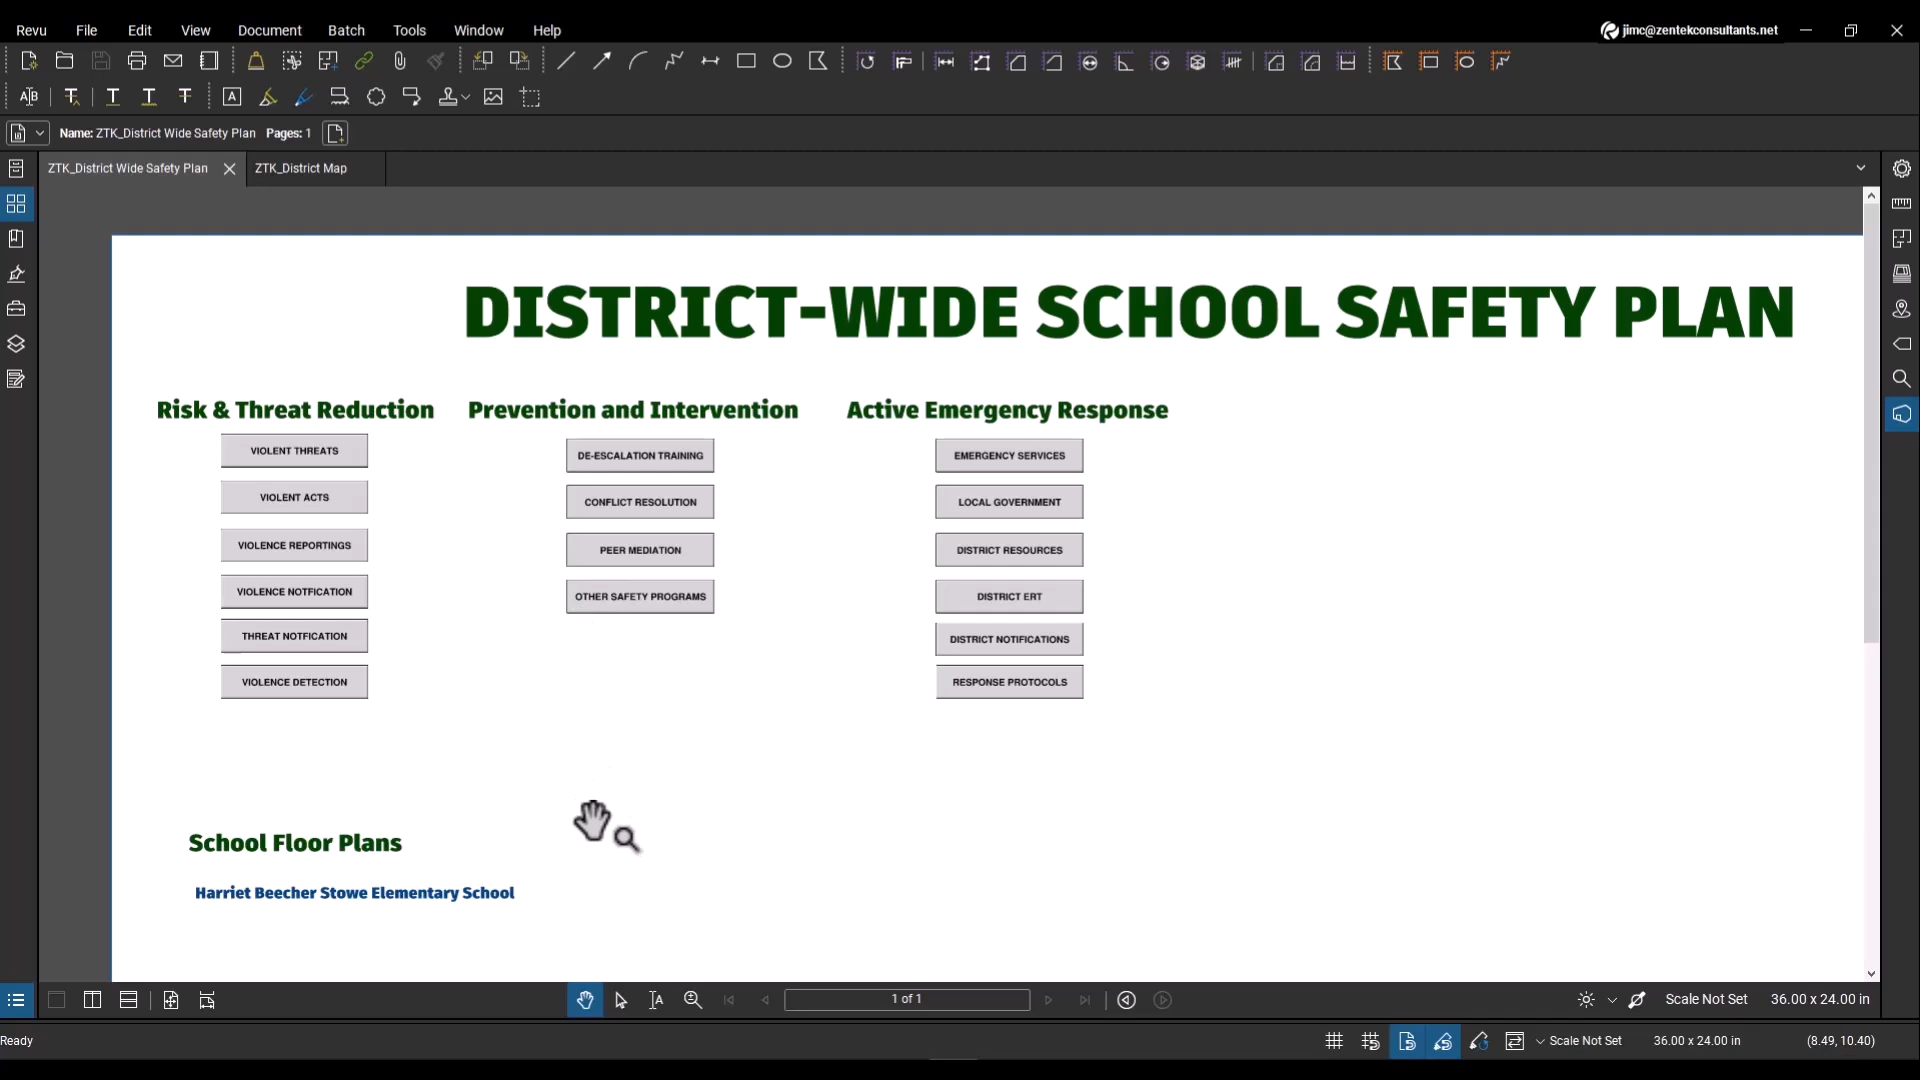 Revu File Edit View Document Batch Tools Window Help jimc@zentekconsultants.net
Name: ZTK_District Wide Safety Plan Pages: 1
ZTK_District Wide Safety Plan ZTK_District Map
DISTRICT-WIDE SCHOOL SAFETY PLAN
Risk & Threat Reduction
VIOLENT THREATS
VIOLENT ACTS
VIOLENCE REPORTINGS
VIOLENCE NOTFICATION
THREAT NOTFICATION
VIOLENCE DETECTION
Prevention and Intervention
DE-ESCALATION TRAINING
CONFLICT RESOLUTION
PEER MEDIATION
OTHER SAFETY PROGRAMS
Active Emergency Response
EMERGENCY SERVICES
LOCAL GOVERNMENT
DISTRICT RESOURCES
DISTRICT ERT
DISTRICT NOTIFICATIONS
RESPONSE PROTOCOLS
School Floor Plans
Harriet Beecher Stowe Elementary School
1 of 1 Scale Not Set 36.00 x 24.00 in
Ready Scale Not Set 36.00 x 24.00 in (8.49, 10.40)